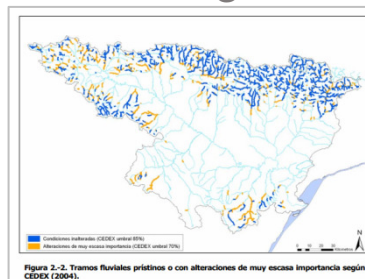 Condiciones inalteradas (CEDEX umbral 85%)
Alteraciones de muy escasa importancia (CEDEX umbral 70%)
N
Figura 2.-2. Tramos fluviales prístinos o con alteraciones de muy escasa importancia según
CEDEX (2004).